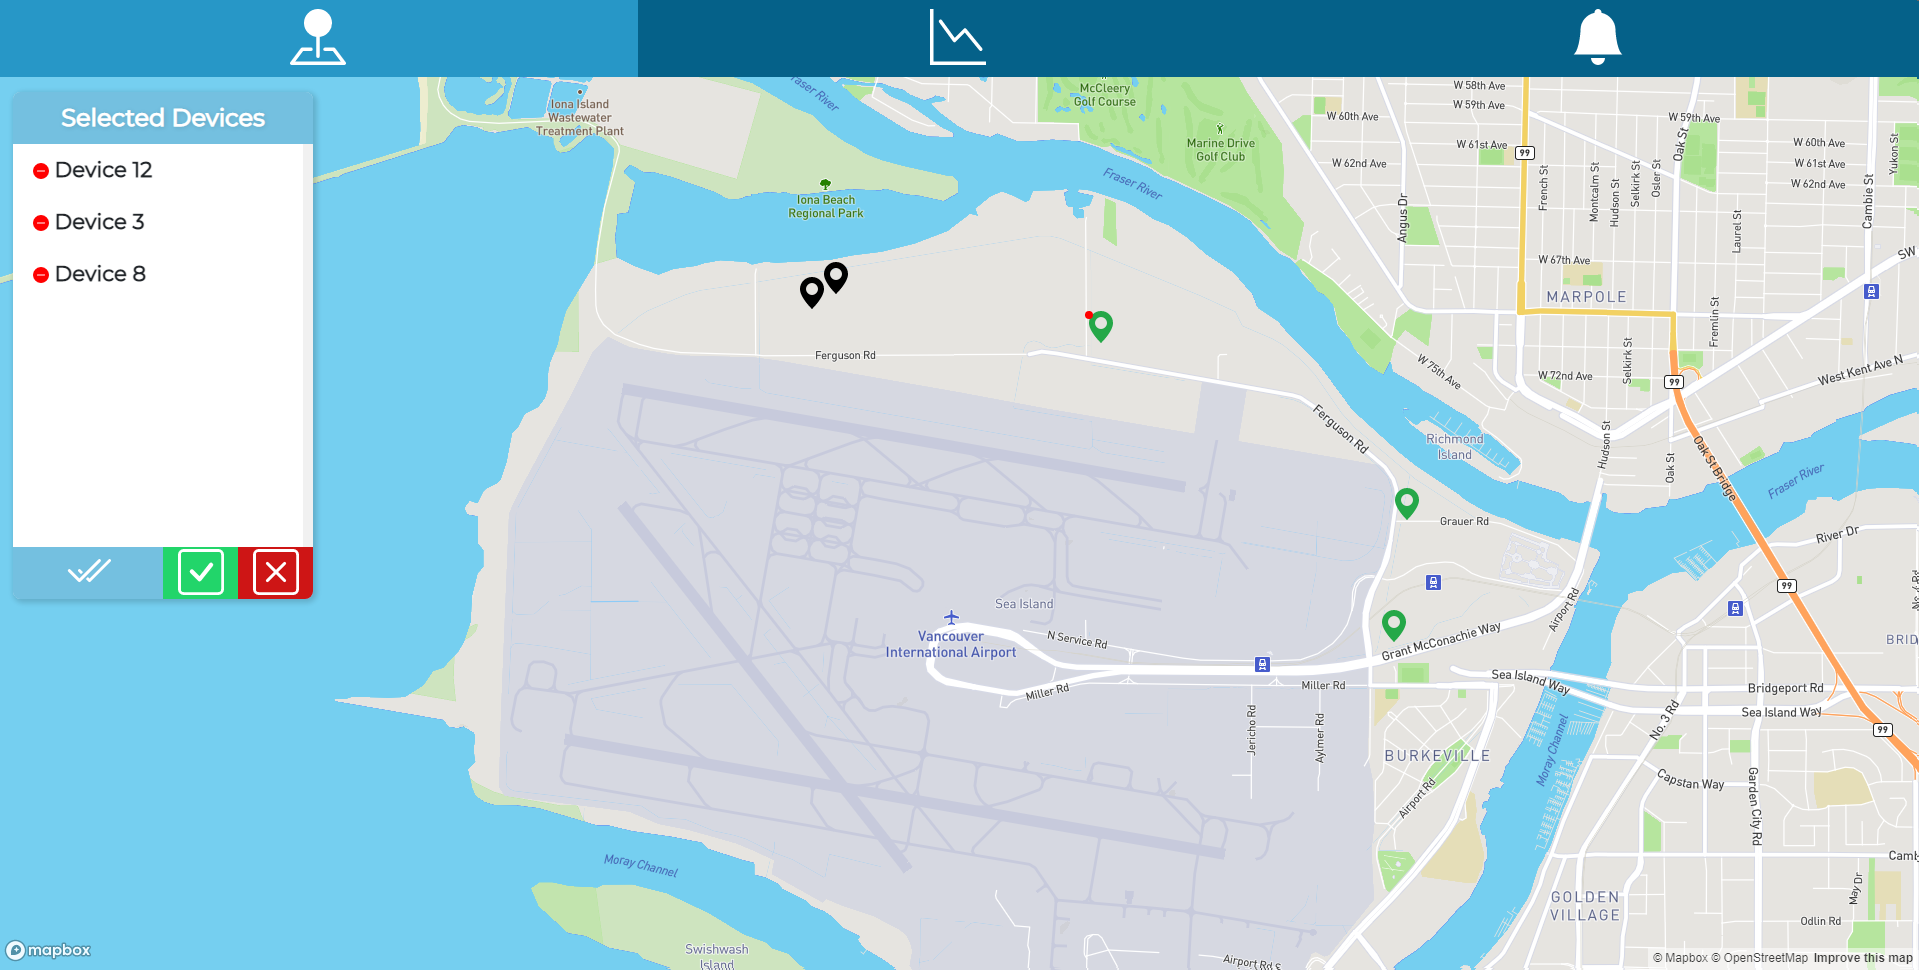 Selected Devices
Device 12
Device 3
Device 8
Iona Island
Wastewater
Treatment Plant
Fraser River
McCleery
Golf Course
Marine Drive
Golf Club
Iona Beach
Regional Park
Fraser River
W 58th Ave
W 59th Ave
W 60th Ave
W 59th Ave
W 61st Ave
99
W 62nd Ave
W 60th Ave
W 61st Ave
W 62nd Ave
Oak St
French St
Montcalm St
Hudson St
Selkirk St
Osler St
Yukon St
Cambie St
Laurel St
Angus Dr
W 67th Ave
SW
MARPOLE
Fremlin St
Ferguson Rd
W 75th Ave
W 72nd Ave
Selkirk St
99
West Kent Ave N
Ferguson Rd
Richmond
Island
Hudson St
Oak St
Oak St Bridge
Fraser River
Grauer Rd
River Dr
99
Airport Rd
Sea Island
Vancouver
International Airport
N Service Rd
Grant McConachie Way
BRID
Miller Rd
Miller Rd
Sea Island Way
Bridgeport Rd
Sea Island Way
No. 3 Rd
99
Jericho Rd
Aylmer Rd
BURKEVILLE
Moray Channel
Airport Rd
Capstan Way
Garden City Rd
Moray Channel
Camb
May Dr
GOLDEN
VILLAGE
Odlin Rd
Swishwash
Island
Airport Rd S
mapbox
© Mapbox © OpenStreetMap Improve this map